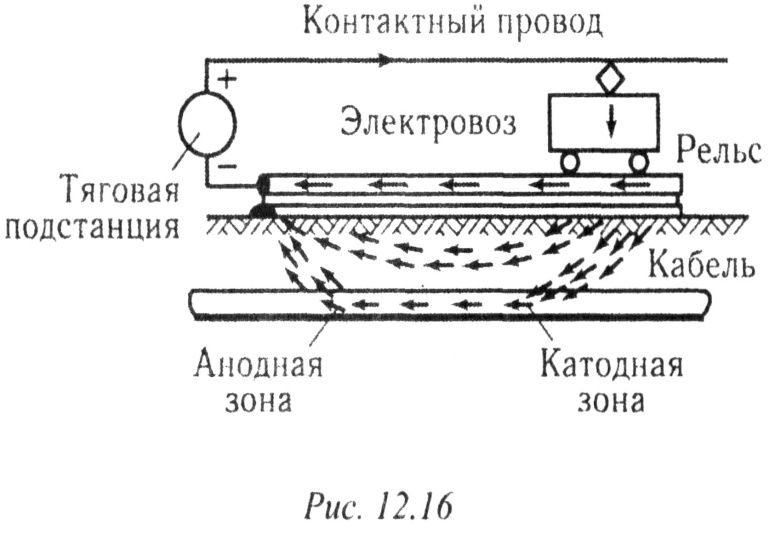 Контактный провод
+
Электровоз
Рельс
−
Тяговая
подстанция
Кабель
Анодная
зона
Катодная
зона
Рис. 12.16